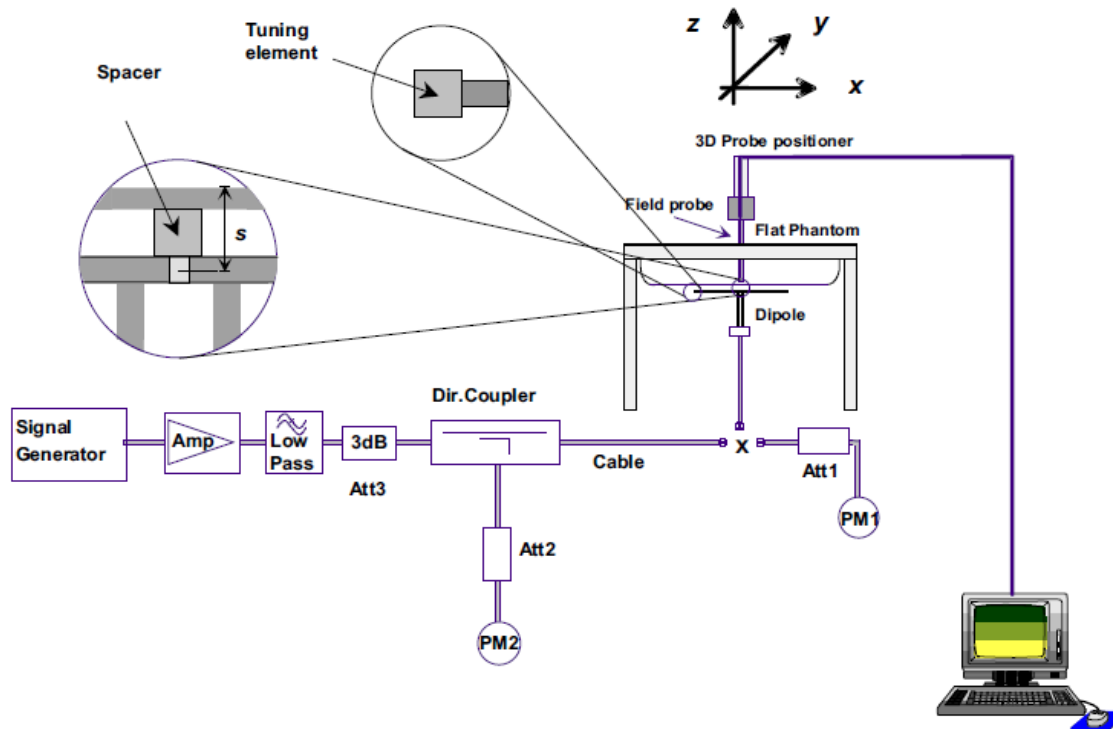 Tuning
element
z
y
x
Spacer
s
3D Probe positioner
Field probe
Flat Phantom
Dipole
Dir.Coupler
Signal
Generator
Amp
Low
Pass
3dB
Att3
Cable
X
Att1
PM1
Att2
PM2